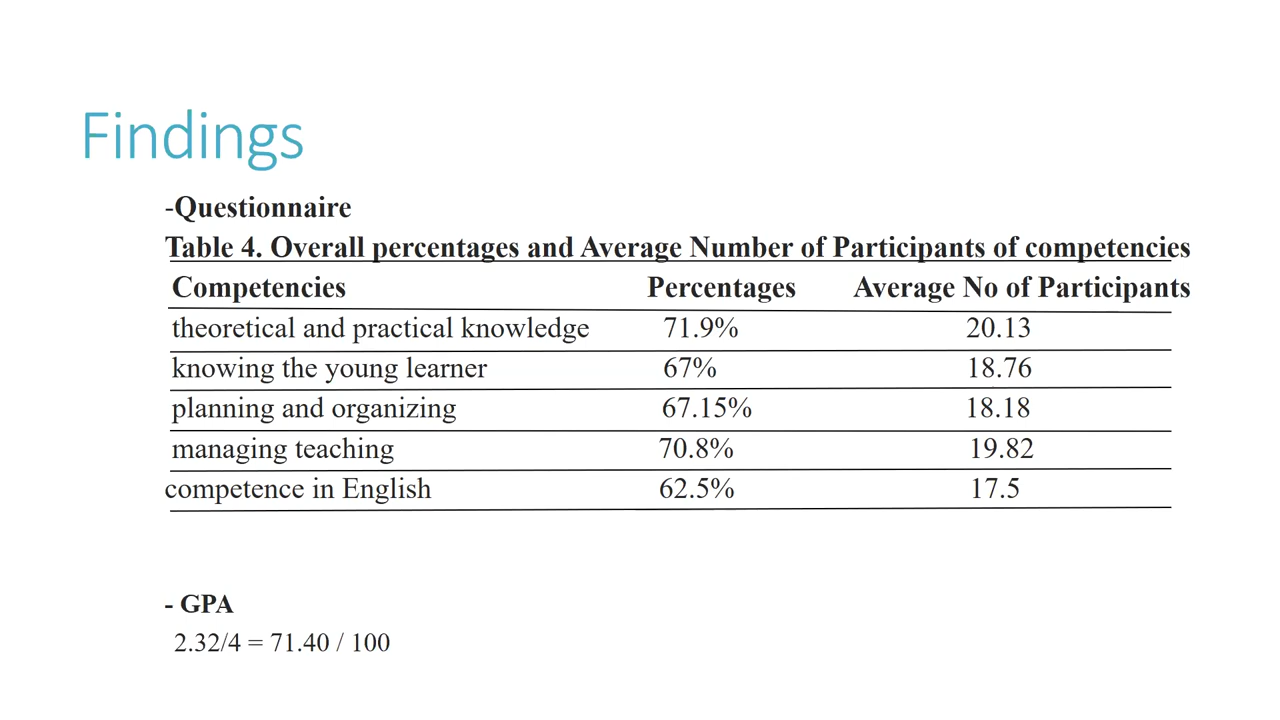 Findings
-Questionnaire
Table 4. Overall percentages and Average Number of Participants of competencies
Competencies Percentages Average No of Participants
theoretical and practical knowledge 71.9% 20.13
knowing the young learner 67% 18.76
planning and organizing 67.15% 18.18
managing teaching 70.8% 19.82
competence in English 62.5% 17.5
- GPA
2.32/4 = 71.40 / 100